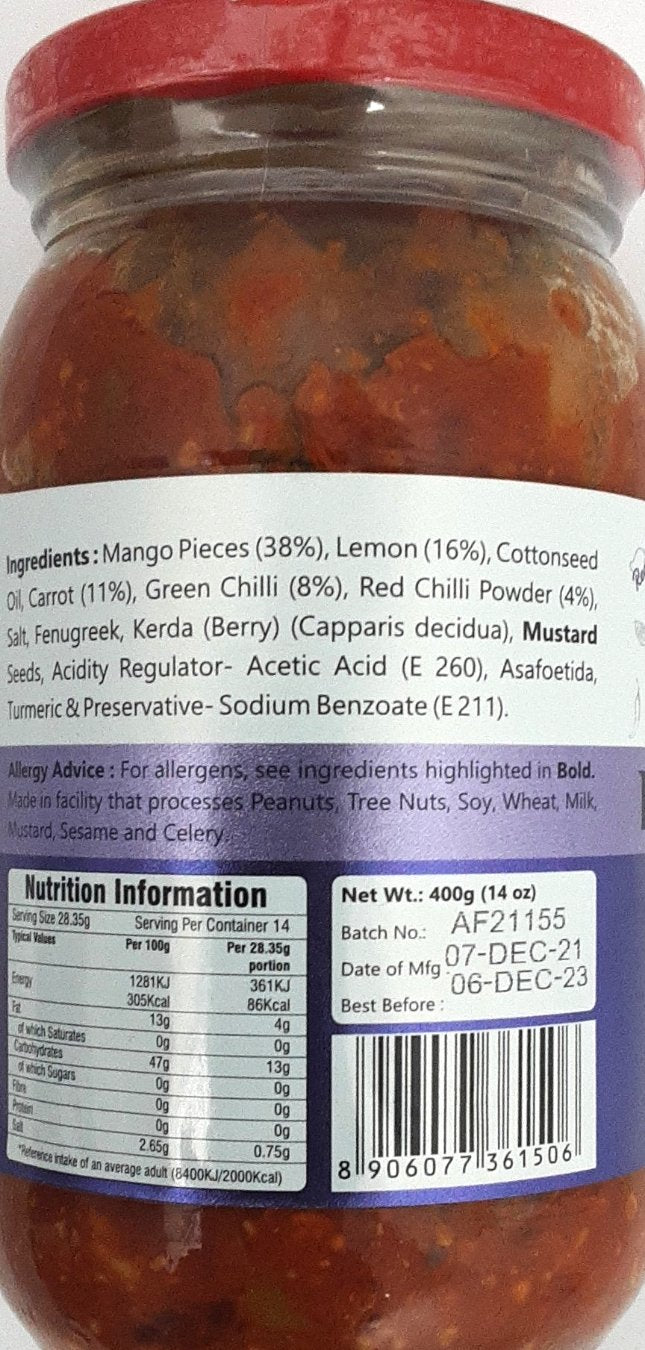 Ingredients : Mango Pieces (38%), Lemon (16%), Cottonseed
Oil, Carrot (11%), Green Chilli (8%), Red Chilli Powder (4%),
Salt, Fenugreek, Kerda (Berry) (Capparis decidua), Mustard
Seeds, Acidity Regulator- Acetic Acid (E 260), Asafoetida,
Turmeric & Preservative- Sodium Benzoate (E 211).
Allergy Advice : For allergens, see ingredients highlighted in Bold.
Made in facility that processes Peanuts, Tree Nuts, Soy, Wheat, Milk,
Mustard, Sesame and Celery.
Nutrition Information
Serving Size 28.35g Serving Per Container 14
Typical Values Per 100g Per 28.35g
portion
Energy 1281KJ 361KJ
305Kcal 86Kcal
Fat 13g 4g
of which Saturates 0g 0g
Carbohydrates 47g 13g
of which Sugars 0g 0g
Fibre 0g 0g
Protein 0g 0g
Salt 2.65g 0.75g
*Reference intake of an average adult (8400KJ/2000Kcal)
Net Wt.: 400g (14 oz)
Batch No.: AF21155
Date of Mfg : 07-DEC-21
06-DEC-23
Best Before :
8 906077 361506